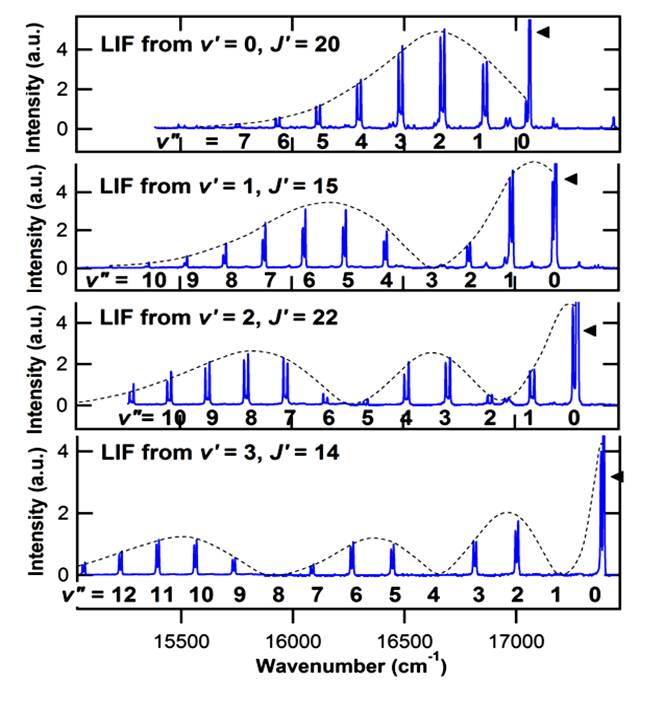 LIF from v' = 0, J' = 20
Intensity (a.u.)
4
2
0
v" = 7 6 5 4 3 2 1 0
LIF from v' = 1, J' = 15
Intensity (a.u.)
4
2
0
v" = 10 9 8 7 6 5 4 3 2 1 0
LIF from v' = 2, J' = 22
Intensity (a.u.)
4
2
0
v"= 10 9 8 7 6 5 4 3 2 1 0
LIF from v' = 3, J' = 14
Intensity (a.u.)
4
2
0
v" = 12 11 10 9 8 7 6 5 4 3 2 1 0
15500 16000 16500 17000
Wavenumber (cm⁻¹)